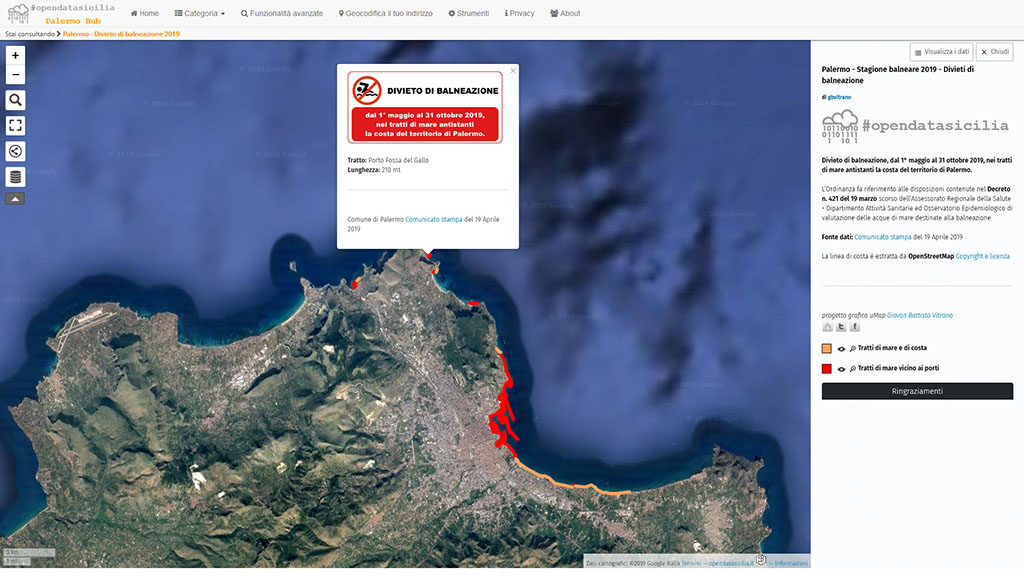 #opendatasicilia
Palermo Hub
Home
Categoria
Funzionalità avanzate
Geocodifica il tuo indirizzo
Strumenti
Privacy
About
Stai consultando > Palermo - Divieto di balneazione 2019
+
−
© 2019 Google
DIVIETO DI BALNEAZIONE
dal 1° maggio al 31 ottobre 2019,
nei tratti di mare antistanti
la costa del territorio di Palermo.
Tratto: Porto Fossa del Gallo
Lunghezza: 210 mt
Comune di Palermo Comunicato stampa del 19 Aprile
2019
Dati cartografici ©2019 Google Italia Termini — opendatasicilia.it — Informazioni
Visualizza i dati
× Chiudi
Palermo - Stagione balneare 2019 - Divieti di
balneazione
di gbvitrano
#opendatasicilia
Divieto di balneazione, dal 1° maggio al 31 ottobre 2019, nei tratti
di mare antistanti la costa del territorio di Palermo.
L'Ordinanza fa riferimento alle disposizioni contenute nel Decreto
n. 421 del 19 marzo scorso dell'Assessorato Regionale della Salute
- Dipartimento Attività Sanitarie ed Osservatorio Epidemiologico di
valutazione delle acque di mare destinate alla balneazione.
Fonte dati: Comunicato stampa del 19 Aprile 2019
La linea di costa è estratta da OpenStreetMap Copyright e licenza
progetto grafico uMap Giovan Battista Vitrano
Tratti di mare e di costa
Tratti di mare vicino ai porti
Ringraziamenti